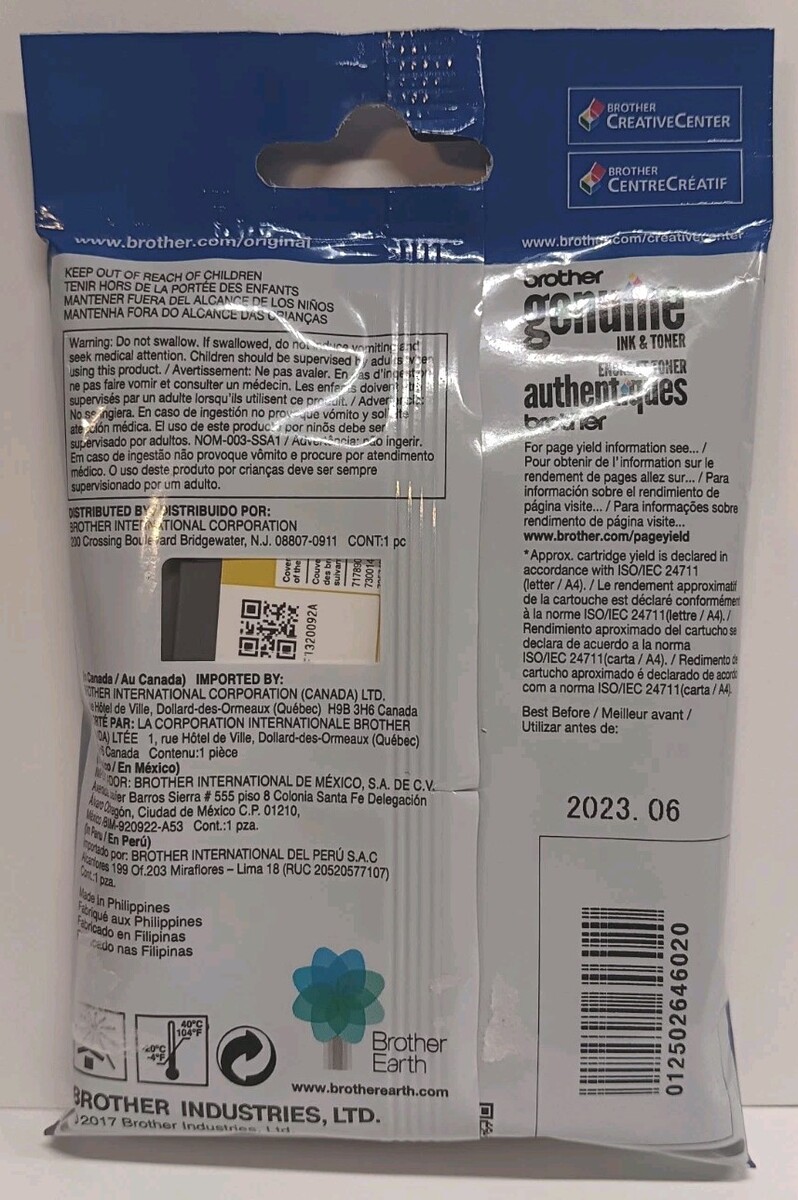 BROTHER
CREATIVECENTER
BROTHER
CENTRECRÉATIF
www.brother.com/original
www.brother.com/creativecenter
KEEP OUT OF REACH OF CHILDREN
TENIR HORS DE LA PORTÉE DES ENFANTS
MANTENER FUERA DEL ALCANCE DE LOS NIÑOS
MANTENHA FORA DO ALCANCE DAS CRIANÇAS
Warning: Do not swallow. If swallowed, do not induce vomiting and
seek medical attention. Children should be supervised by adults when
using this product. / Avertissement: Ne pas avaler. En cas d'ingestion
ne pas faire vomir et consulter un médecin. Les enfants doivent
supervisés par un adulte lorsqu'ils utilisent ce produit. / Advertencia:
No se ingiera. En caso de ingestión no provoque vómito y solicite
atención médica. El uso de este producto por niños debe ser
supervisado por adultos. NOM-003-SSA1 / Advertência: não ingerir.
Em caso de ingestão não provoque vômito e procure por atendimento
médico. O uso deste produto por crianças deve ser sempre
supervisionado por um adulto.
DISTRIBUTED BY / DISTRIBUIDO POR:
BROTHER INTERNATIONAL CORPORATION
200 Crossing Boulevard Bridgewater, N.J. 08807-0911 CONT:1 pc
Cover
of the
Couve
des br
suivan
71789
730014
1320092A
Canada / Au Canada) IMPORTED BY:
OTHER INTERNATIONAL CORPORATION (CANADA) LTD.
Hôtel de Ville, Dollard-des-Ormeaux (Québec) H9B 3H6 Canada
RTÉ PAR: LA CORPORATION INTERNATIONALE BROTHER
DA) LTÉE 1, rue Hôtel de Ville, Dollard-des-Ormeaux (Québec)
Canada Contenu:1 pièce
/ En México)
DOR: BROTHER INTERNATIONAL DE MÉXICO, S.A. DE C.V.
Barros Sierra # 555 piso 8 Colonia Santa Fe Delegación
Álvaro Obregón, Ciudad de México C.P. 01210,
México BIM-920922-A53 Cont.:1 pza.
(In Peru / En Perú)
Importado por: BROTHER INTERNATIONAL DEL PERÚ S.A.C
Alcanfores 199 Of.203 Miraflores – Lima 18 (RUC 20520577107)
Cont.:1 pza.
Made in Philippines
Fabriqué aux Philippines
Fabricado en Filipinas
cado nas Filipinas
40°C
104°F
-20°C
-4°F
Brother
Earth
www.brotherearth.com
BROTHER INDUSTRIES, LTD.
2017 Brother Industries, Ltd
brother
genuine
INK & TONER
ENCRE ET TONER
authentiques
brother
For page yield information see... /
Pour obtenir de l'information sur le
rendement de pages allez sur... / Para
información sobre el rendimiento de
página visite... / Para informações sobre
rendimento de página visite...
www.brother.com/pageyield
*Approx. cartridge yield is declared in
accordance with ISO/IEC 24711
(letter / A4). / Le rendement approximatif
de la cartouche est déclaré conformément
à la norme ISO/IEC 24711(lettre / A4). /
Rendimiento aproximado del cartucho se
declara de acuerdo a la norma
ISO/IEC 24711(carta / A4). / Redimento do
cartucho aproximado é declarado de acordo
com a norma ISO/IEC 24711(carta / A4).
Best Before / Meilleur avant /
Utilizar antes de:
2023.06
012502646020